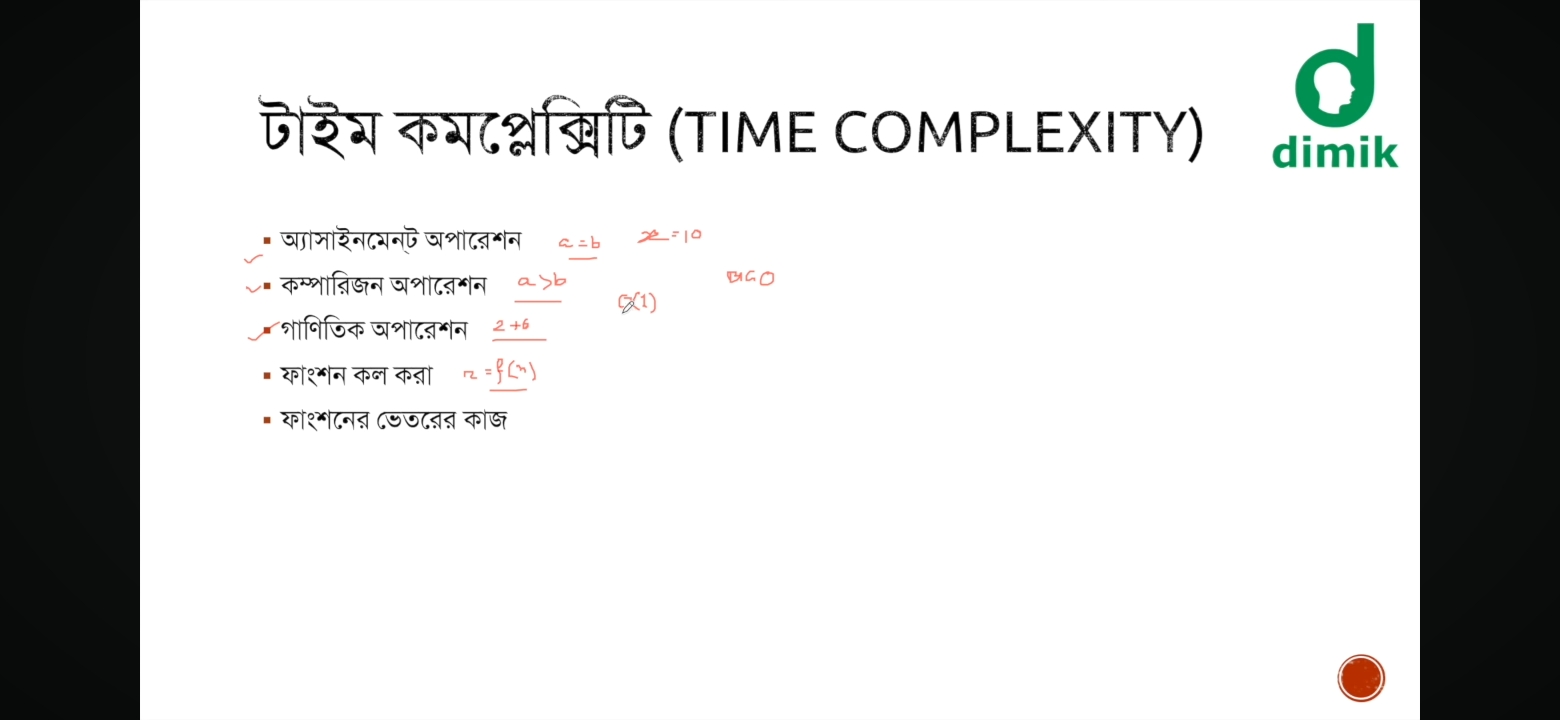 টাইম কমপ্লেক্সিটি (TIME COMPLEXITY)
dimik
অ্যাসাইনমেন্ট অপারেশন a = b x = 10
কম্পারিজন অপারেশন a > b BIG O
O(1)
গাণিতিক অপারেশন 2 + 6
ফাংশন কল করা r = f(n)
ফাংশনের ভেতরের কাজ